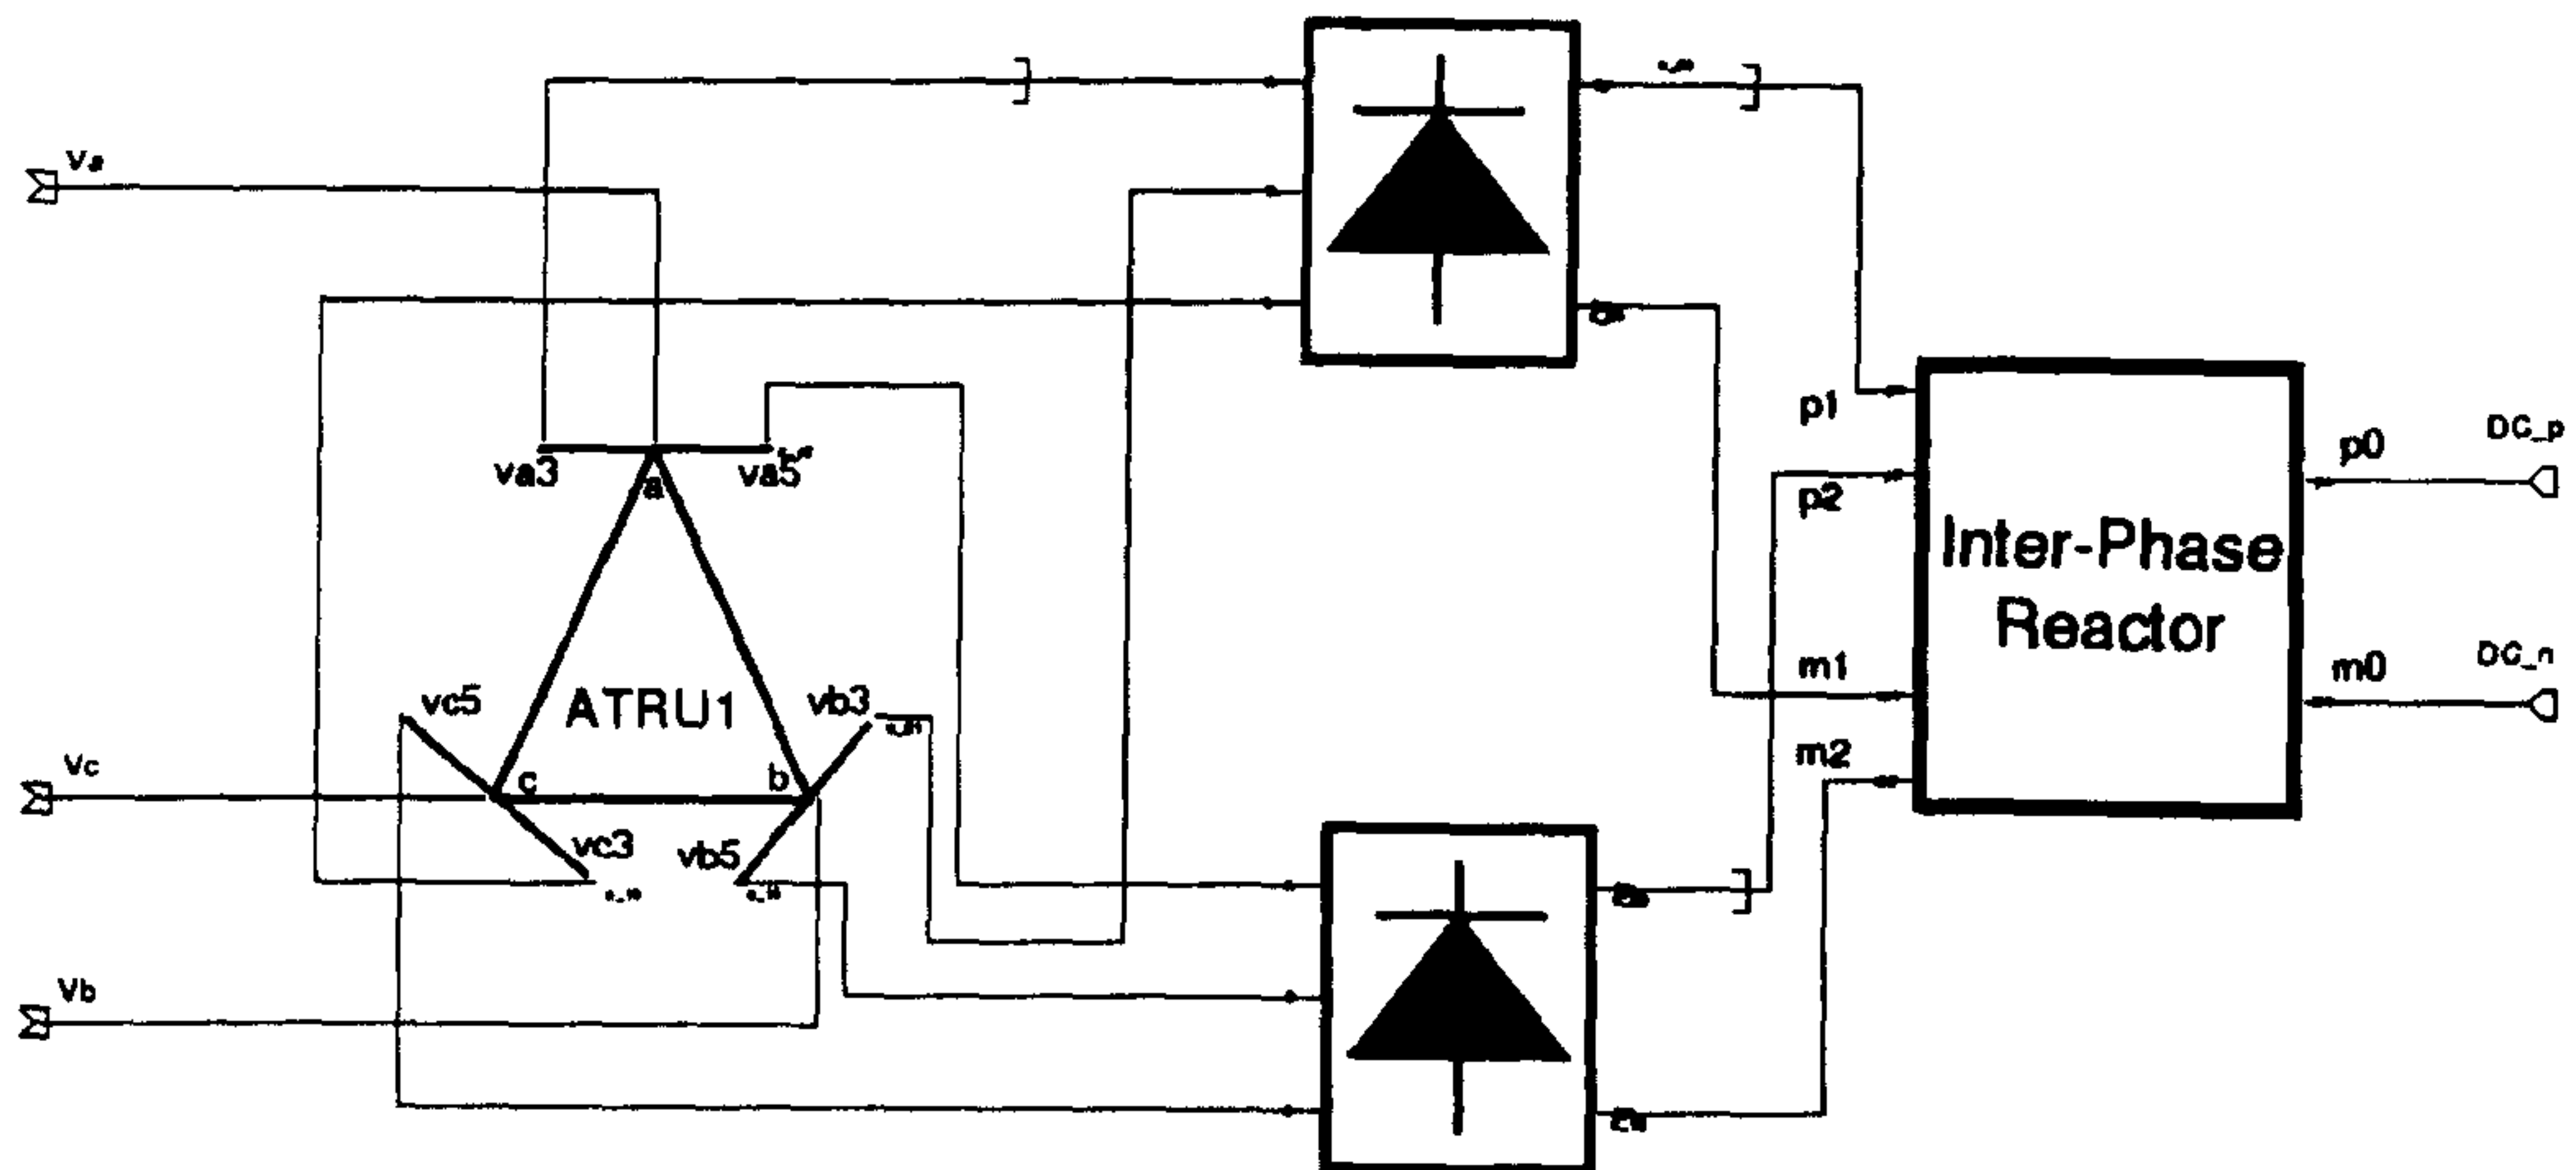 Va
va3
va5
a
p1
p2
p0
DC_p
Inter-Phase
Reactor
m1
m0
DC_n
m2
vc5
ATRU1
vb3
Vc
c
b
vc3
vb5
Vb